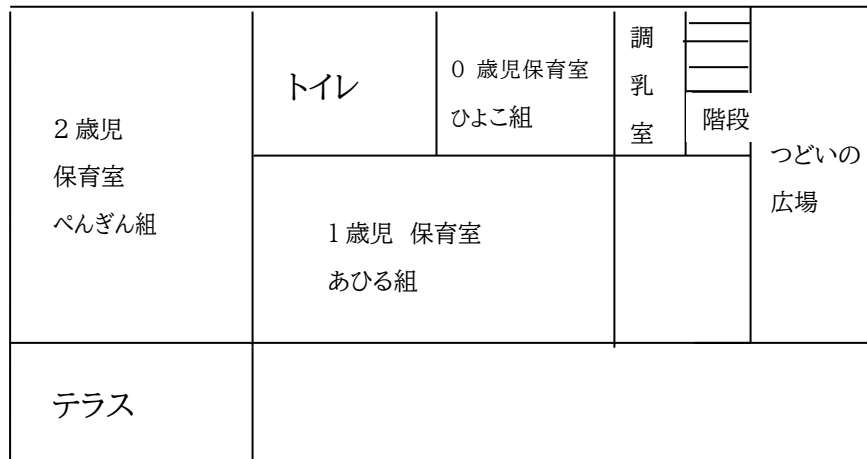 2歳児
保育室
ぺんぎん組
トイレ
0 歳児保育室
ひよこ組
調
乳
室
階段
つどいの
広場
1歳児 保育室
あひる組
テラス